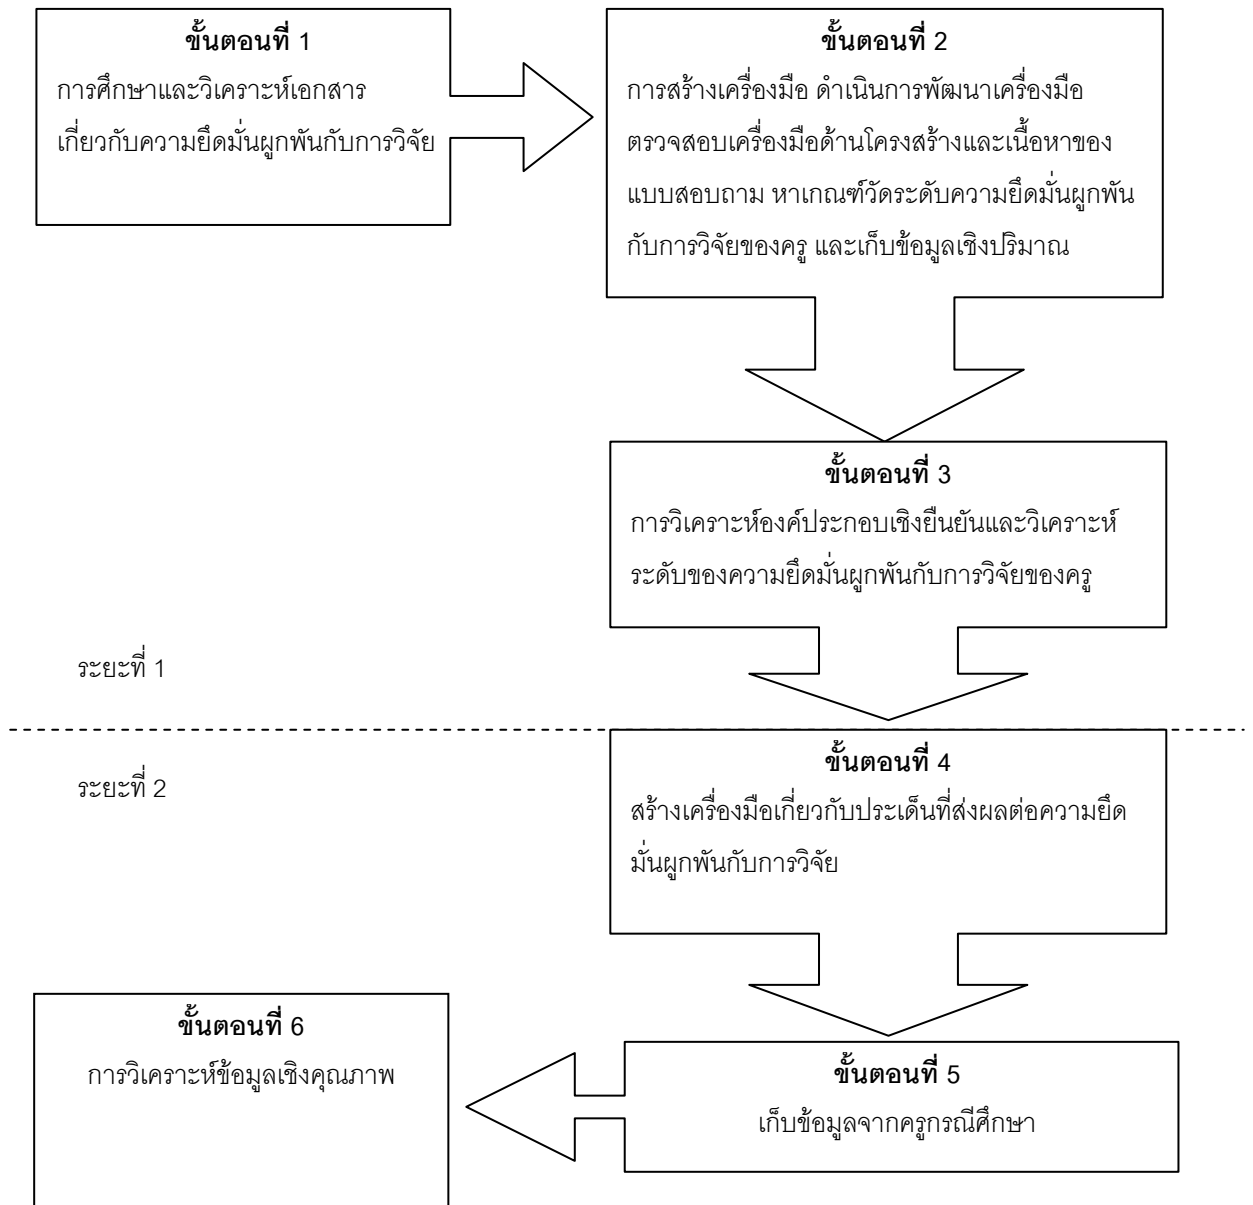 ขั้นตอนที่ 1
การศึกษาและวิเคราะห์เอกสาร
เกี่ยวกับความยึดมั่นผูกพันกับการวิจัย
ขั้นตอนที่ 2
การสร้างเครื่องมือ ดำเนินการพัฒนาเครื่องมือ
ตรวจสอบเครื่องมือด้านโครงสร้างและเนื้อหาของ
แบบสอบถาม หาเกณฑ์วัดระดับความยึดมั่นผูกพัน
กับการวิจัยของครู และเก็บข้อมูลเชิงปริมาณ
ขั้นตอนที่ 3
การวิเคราะห์องค์ประกอบเชิงยืนยันและวิเคราะห์
ระดับของความยึดมั่นผูกพันกับการวิจัยของครู
ระยะที่ 1
ระยะที่ 2
ขั้นตอนที่ 4
สร้างเครื่องมือเกี่ยวกับประเด็นที่ส่งผลต่อความยึด
มั่นผูกพันกับการวิจัย
ขั้นตอนที่ 5
เก็บข้อมูลจากครูกรณีศึกษา
ขั้นตอนที่ 6
การวิเคราะห์ข้อมูลเชิงคุณภาพ